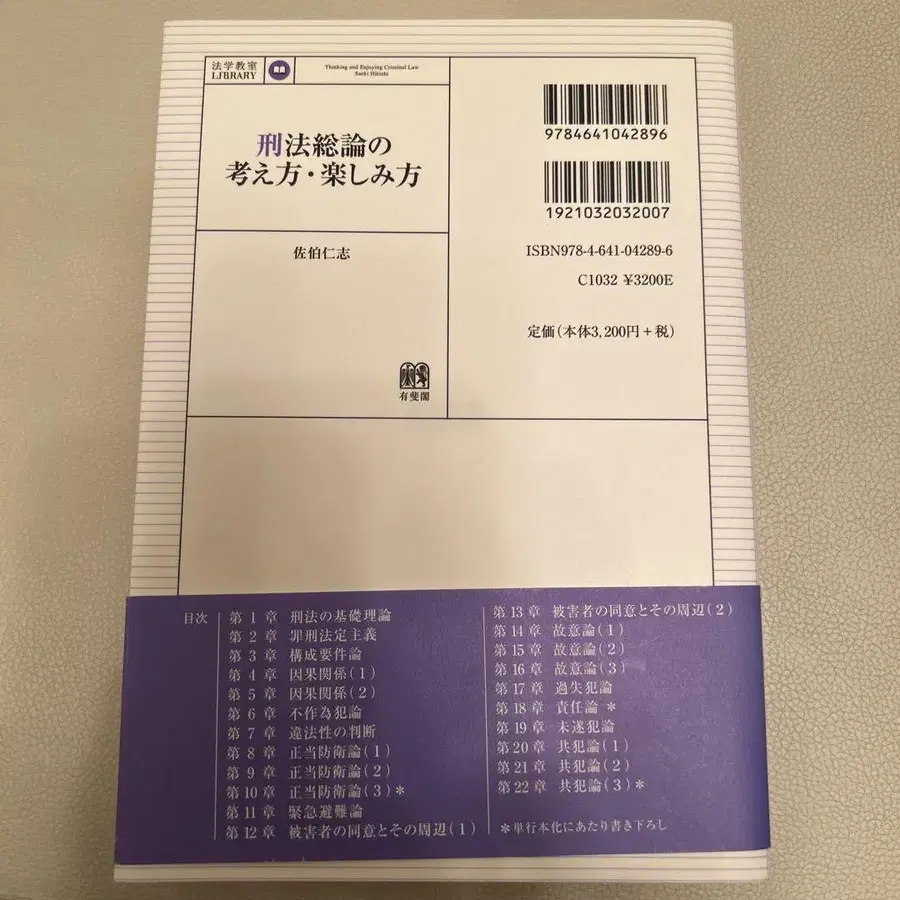 法学教室
LIBRARY
Thinking and Enjoying Criminal Law
Saeki Hitoshi
刑法総論の
考え方・楽しみ方
佐伯仁志
有斐閣
9784641042896
1921032032007
ISBN978-4-641-04289-6
C1032 ¥3200E
定価(本体3,200円+税)
目次
第1章 刑法の基礎理論
第2章 罪刑法定主義
第3章 構成要件論
第4章 因果関係(1)
第5章 因果関係(2)
第6章 不作為犯論
第7章 違法性の判断
第8章 正当防衛論(1)
第9章 正当防衛論(2)
第10章 正当防衛論(3)*
第11章 緊急避難論
第12章 被害者の同意とその周辺(1)
第13章 被害者の同意とその周辺(2)
第14章 故意論(1)
第15章 故意論(2)
第16章 故意論(3)
第17章 過失犯論
第18章 責任論*
第19章 未遂犯論
第20章 共犯論(1)
第21章 共犯論(2)
第22章 共犯論(3)*
*単行本化にあたり書き下ろし